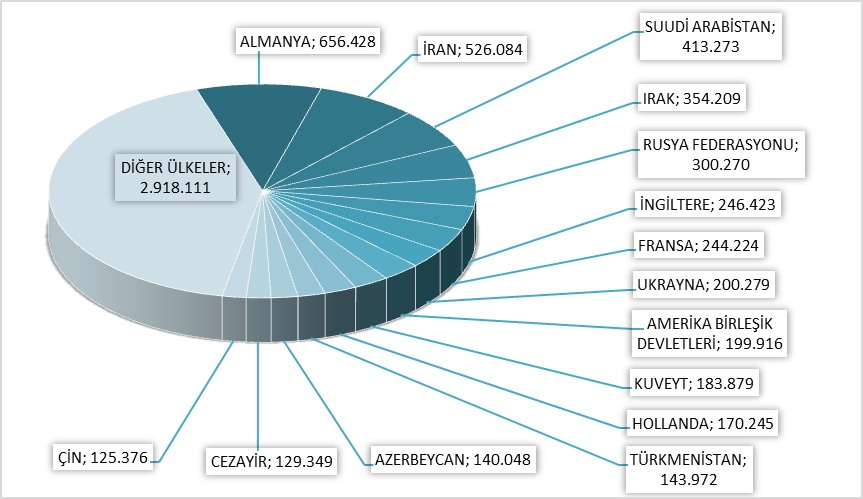 ALMANYA; 656.428
İRAN; 526.084
SUUDİ ARABİSTAN;
413.273
IRAK; 354.209
RUSYA FEDERASYONU;
300.270
İNGİLTERE; 246.423
FRANSA; 244.224
UKRAYNA; 200.279
AMERİKA BİRLEŞİK
DEVLETLERİ; 199.916
KUVEYT; 183.879
HOLLANDA; 170.245
TÜRKMENİSTAN;
143.972
AZERBEYCAN; 140.048
CEZAYİR; 129.349
ÇİN; 125.376
DİĞER ÜLKELER;
2.918.111